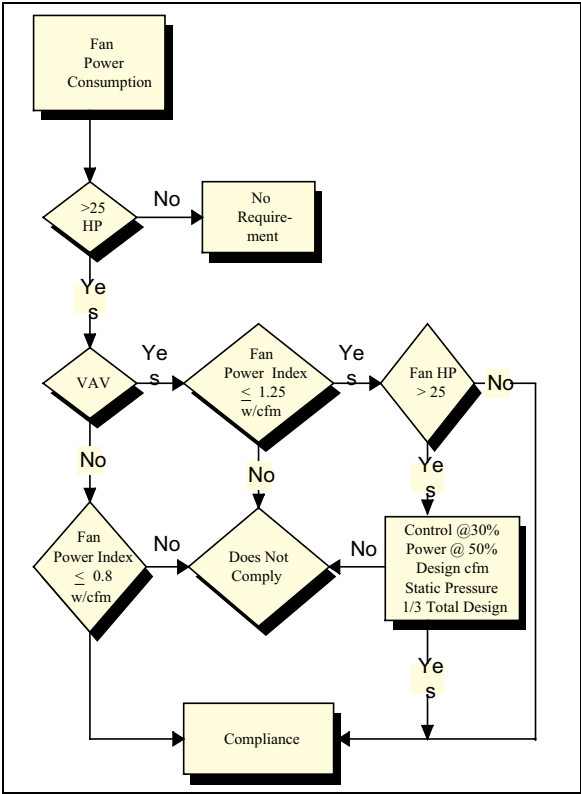 Fan
Power
Consumption
>25
HP
No
No
Require-
ment
Ye
s
VAV
Ye
s
Fan
Power Index
≤ 1.25
w/cfm
Ye
s
Fan HP
> 25
No
No
No
Ye
s
Fan
Power Index
≤ 0.8
w/cfm
No
Does Not
Comply
No
Control @30%
Power @ 50%
Design cfm
Static Pressure
1/3 Total Design
Ye
s
Compliance